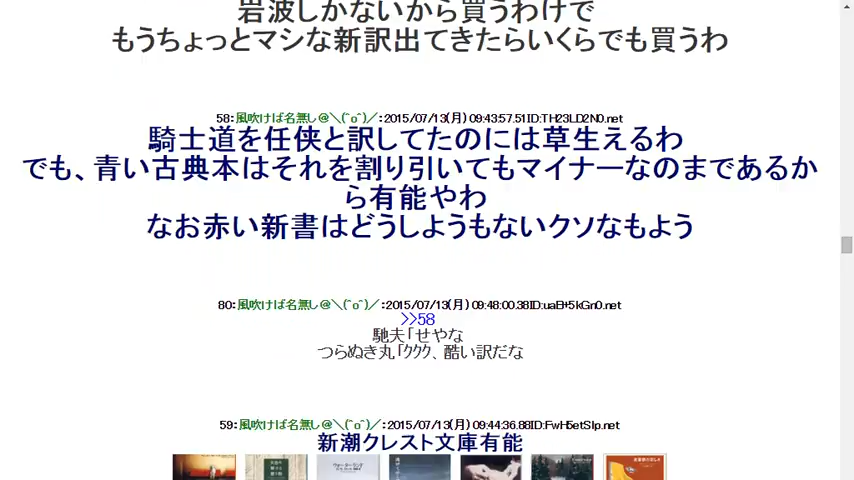 岩波しかないから買うわけで
もうちょっとマシな新訳出てきたらいくらでも買うわ
58：風吹けば名無し＠＼(^o^)／：2015/07/13(月) 09:43:57.51ID:TH23LD2N0.net
騎士道を任侠と訳してたのには草生えるわ
でも、青い古典本はそれを割り引いてもマイナーなのまであるか
ら有能やわ
なお赤い新書はどうしようもないクソなもよう
80：風吹けば名無し＠＼(^o^)／：2015/07/13(月) 09:48:00.38ID:uaEt+5kGn0.net
>>58
馳夫「せやな
つらぬき丸「ｸｸｸ、酷い訳だな
59：風吹けば名無し＠＼(^o^)／：2015/07/13(月) 09:44:36.88ID:FwH5etSIp.net
新潮クレスト文庫有能